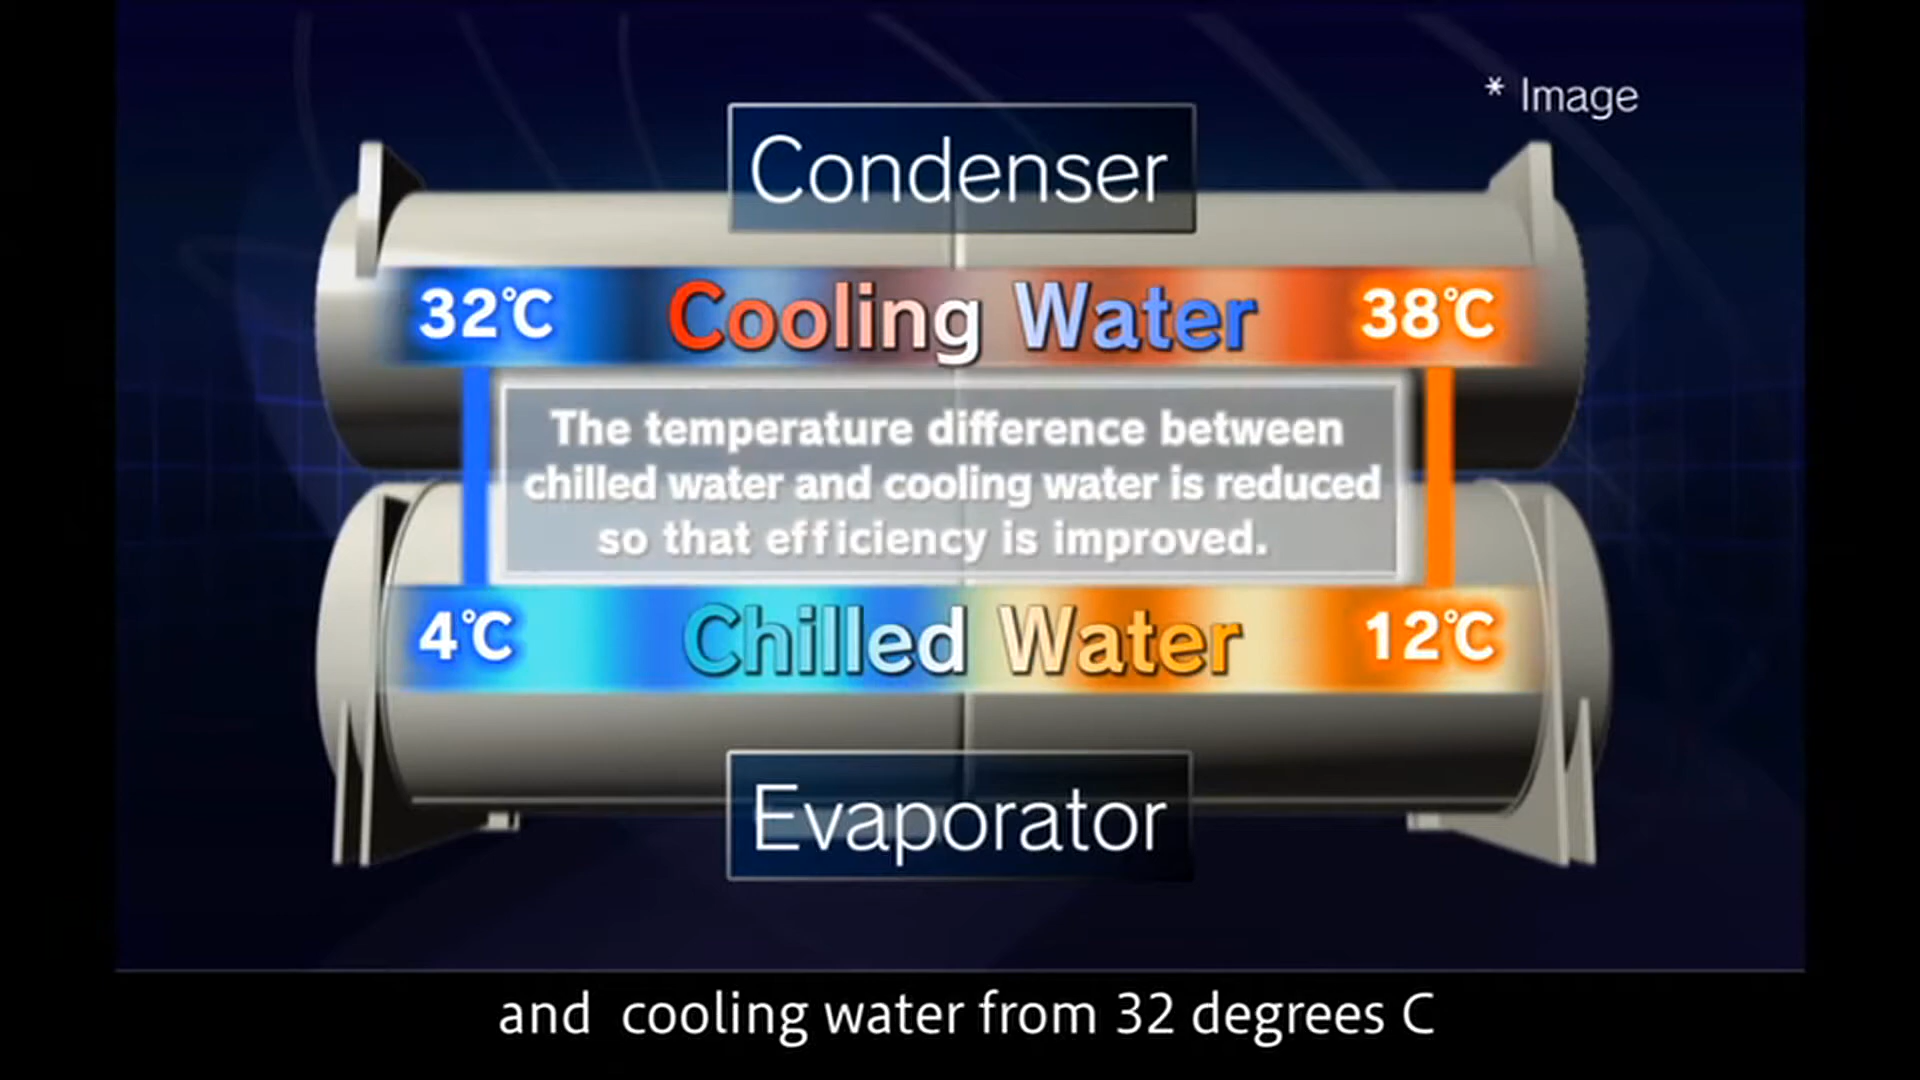 * Image
Condenser
32℃ Cooling Water 38℃
The temperature difference between
chilled water and cooling water is reduced
so that efficiency is improved.
4℃ Chilled Water 12℃
Evaporator
and cooling water from 32 degrees C